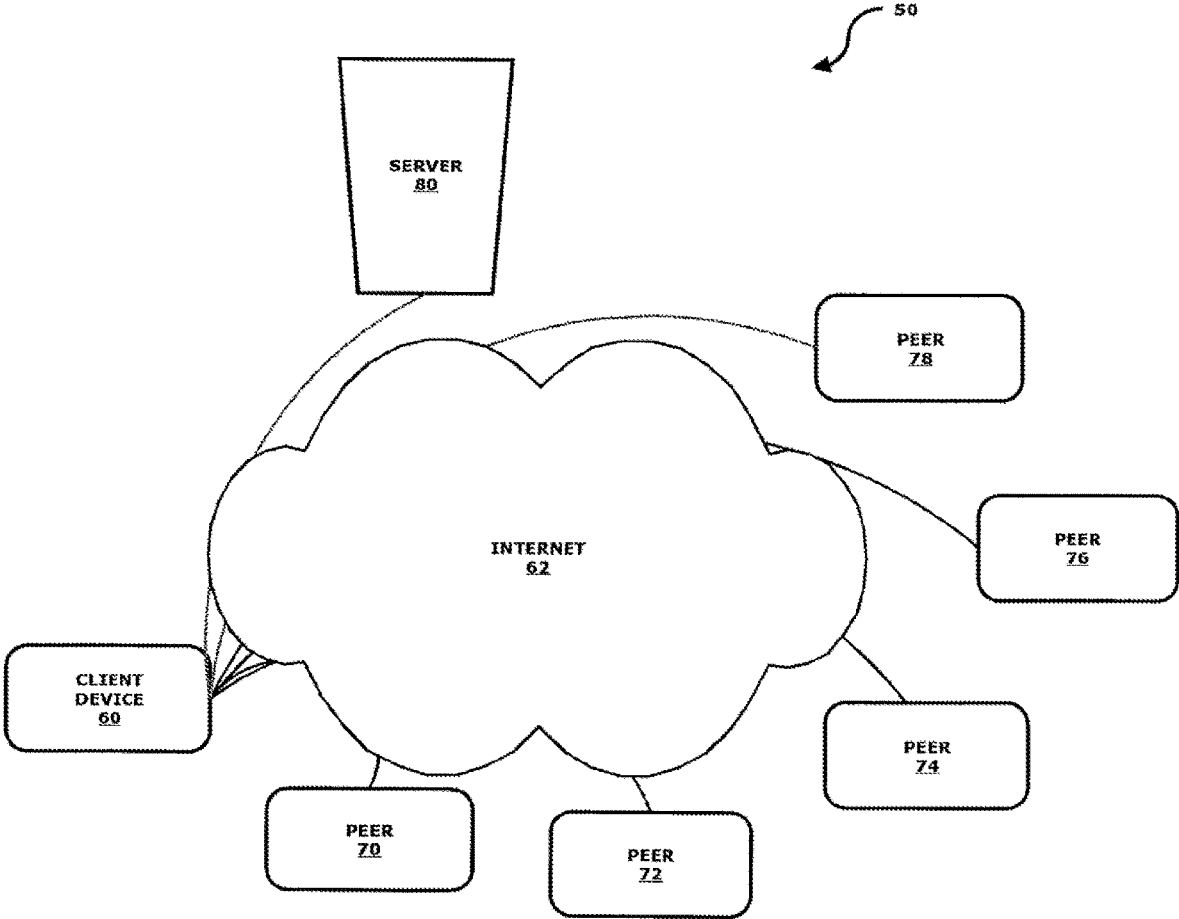 50
SERVER
80
PEER
78
PEER
76
INTERNET
62
CLIENT
DEVICE
60
PEER
74
PEER
70
PEER
72